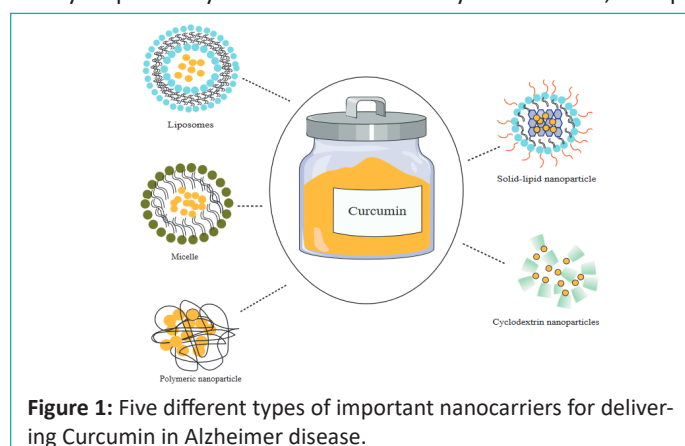 Liposomes
Solid-lipid nanoparticle
Curcumin
Micelle
Cyclodextrin nanoparticles
Polymeric nanoparticle
Figure 1: Five different types of important nanocarriers for deliver-
ing Curcumin in Alzheimer disease.